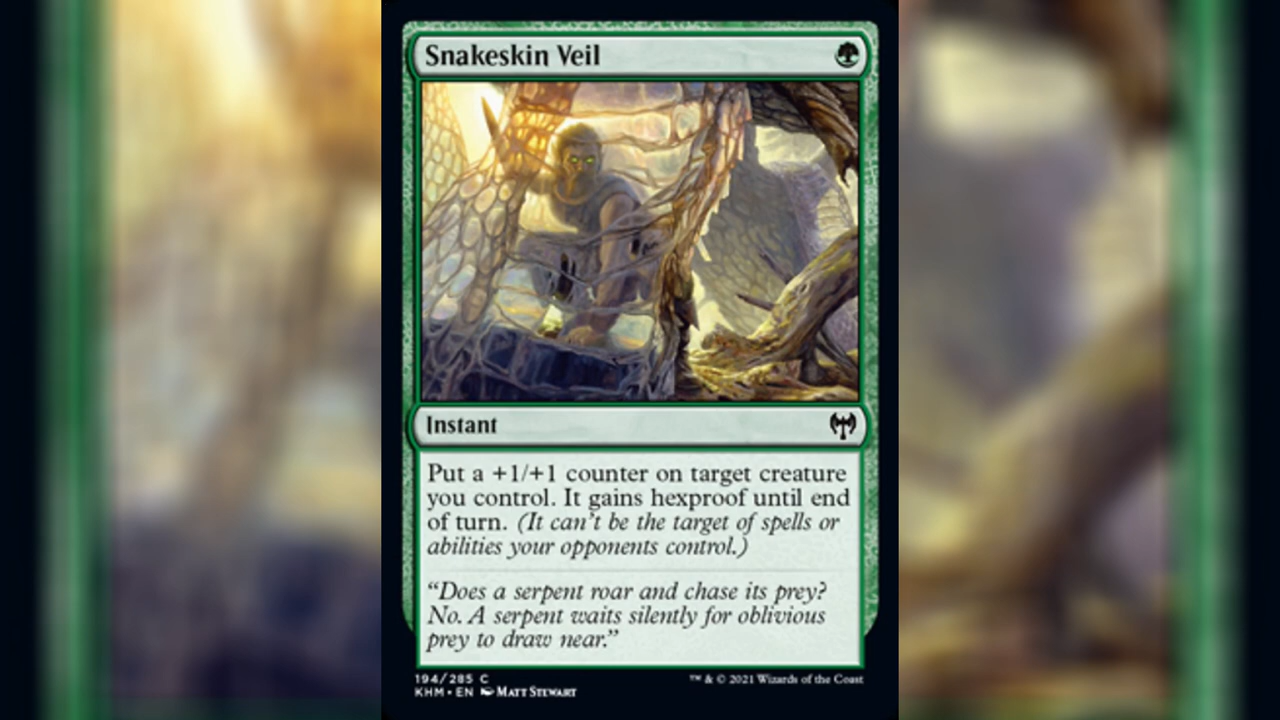 Snakeskin Veil
Instant
Put a +1/+1 counter on target creature
you control. It gains hexproof until end
of turn. (It can't be the target of spells or
abilities your opponents control.)
“Does a serpent roar and chase its prey?
No. A serpent waits silently for oblivious
prey to draw near.”
194/285 C
KHM • EN Matt Stewart
™ & © 2021 Wizards of the Coast